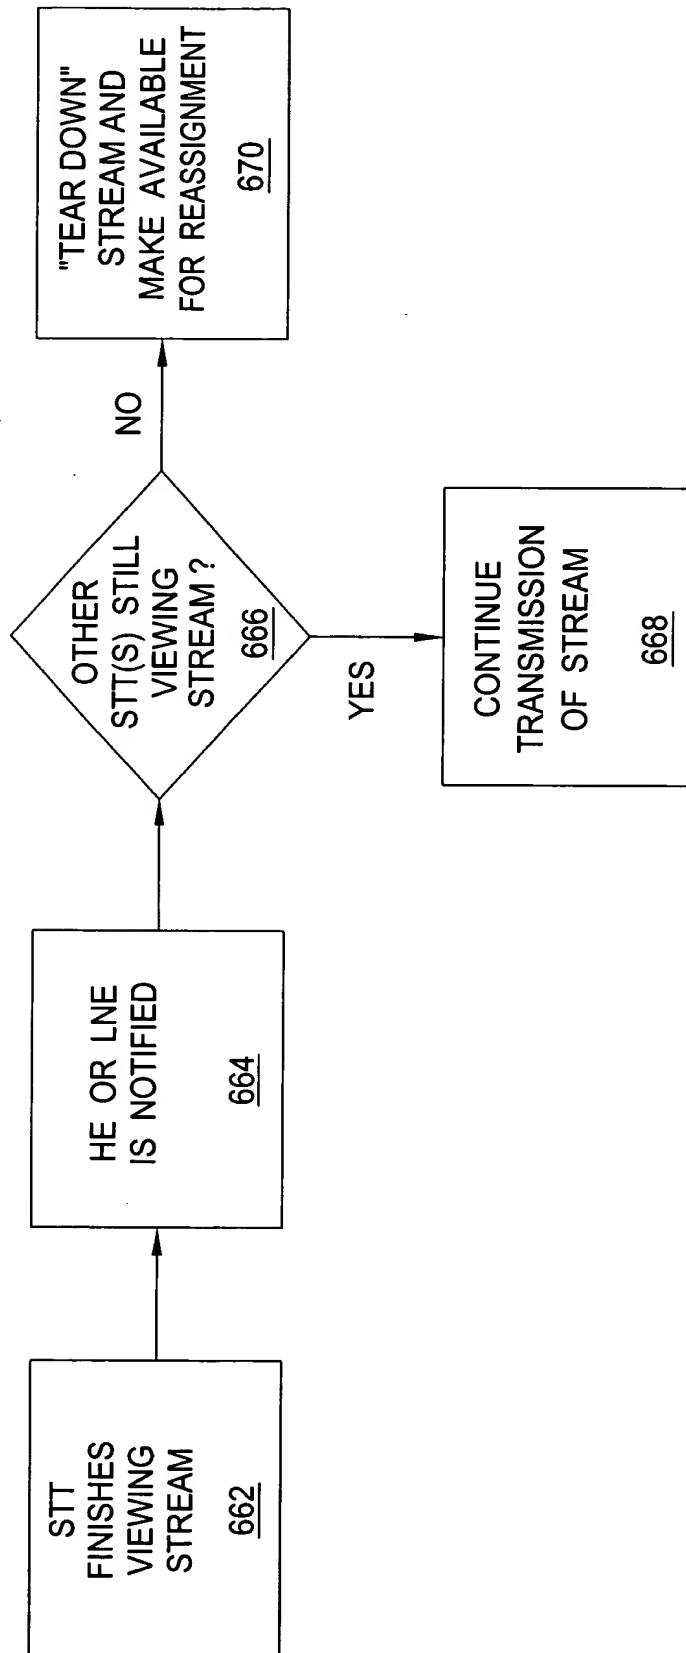 STT
FINISHES
VIEWING
STREAM
662
HE OR LNE
IS NOTIFIED
664
OTHER
STT(S) STILL
VIEWING
STREAM ?
666
NO
"TEAR DOWN"
STREAM AND
MAKE AVAILABLE
FOR REASSIGNMENT
670
YES
CONTINUE
TRANSMISSION
OF STREAM
668